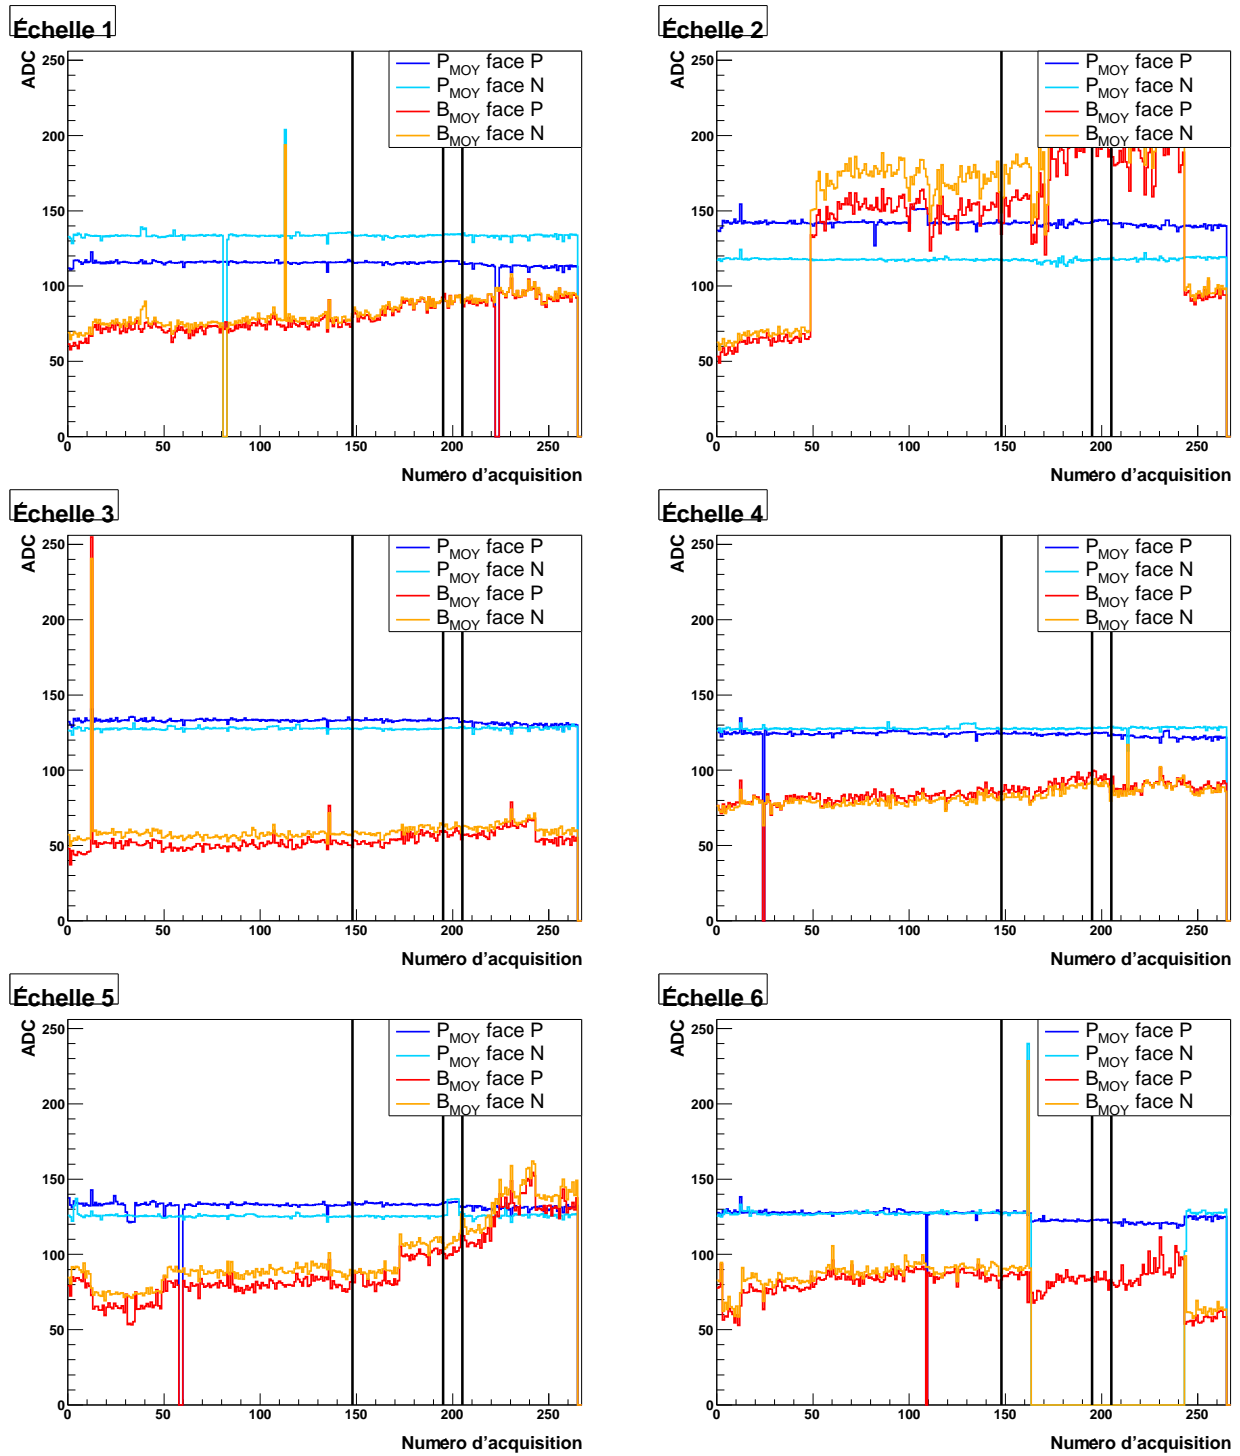 Échelle 1
ADC
250
200
150
100
50
0
P_MOY face P
P_MOY face N
B_MOY face P
B_MOY face N
0 50 100 150 200 250
Numéro d'acquisition
Échelle 2
ADC
250
200
150
100
50
0
P_MOY face P
P_MOY face N
B_MOY face P
B_MOY face N
0 50 100 150 200 250
Numéro d'acquisition
Échelle 3
ADC
250
200
150
100
50
0
P_MOY face P
P_MOY face N
B_MOY face P
B_MOY face N
0 50 100 150 200 250
Numéro d'acquisition
Échelle 4
ADC
250
200
150
100
50
0
P_MOY face P
P_MOY face N
B_MOY face P
B_MOY face N
0 50 100 150 200 250
Numéro d'acquisition
Échelle 5
ADC
250
200
150
100
50
0
P_MOY face P
P_MOY face N
B_MOY face P
B_MOY face N
0 50 100 150 200 250
Numéro d'acquisition
Échelle 6
ADC
250
200
150
100
50
0
P_MOY face P
P_MOY face N
B_MOY face P
B_MOY face N
0 50 100 150 200 250
Numéro d'acquisition